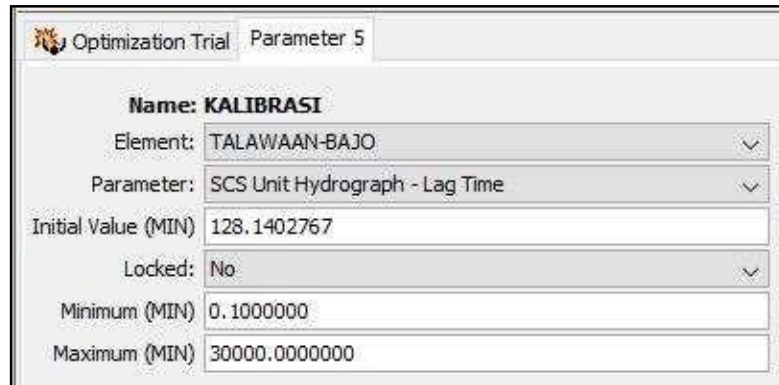 Optimization Trial Parameter 5
Name: KALIBRASI
Element: TALAWAAN-BAJO
Parameter: SCS Unit Hydrograph - Lag Time
Initial Value (MIN) 128.1402767
Locked: No
Minimum (MIN) 0.1000000
Maximum (MIN) 30000.0000000